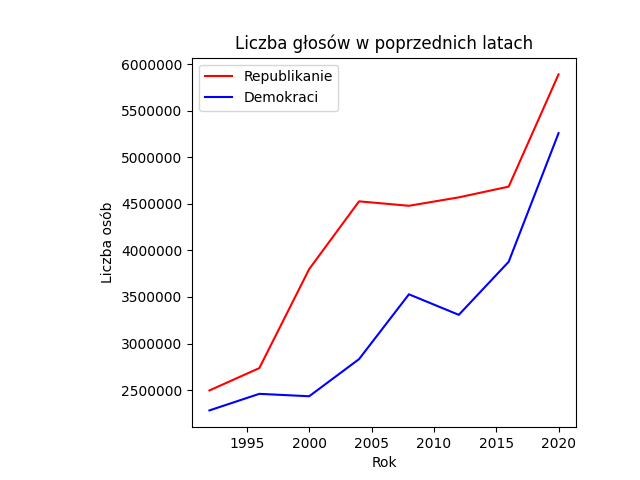 Liczba głosów w poprzednich latach
Republikanie
Demokraci
6000000
5500000
5000000
4500000
4000000
3500000
3000000
2500000
Liczba osób
1995 2000 2005 2010 2015 2020
Rok